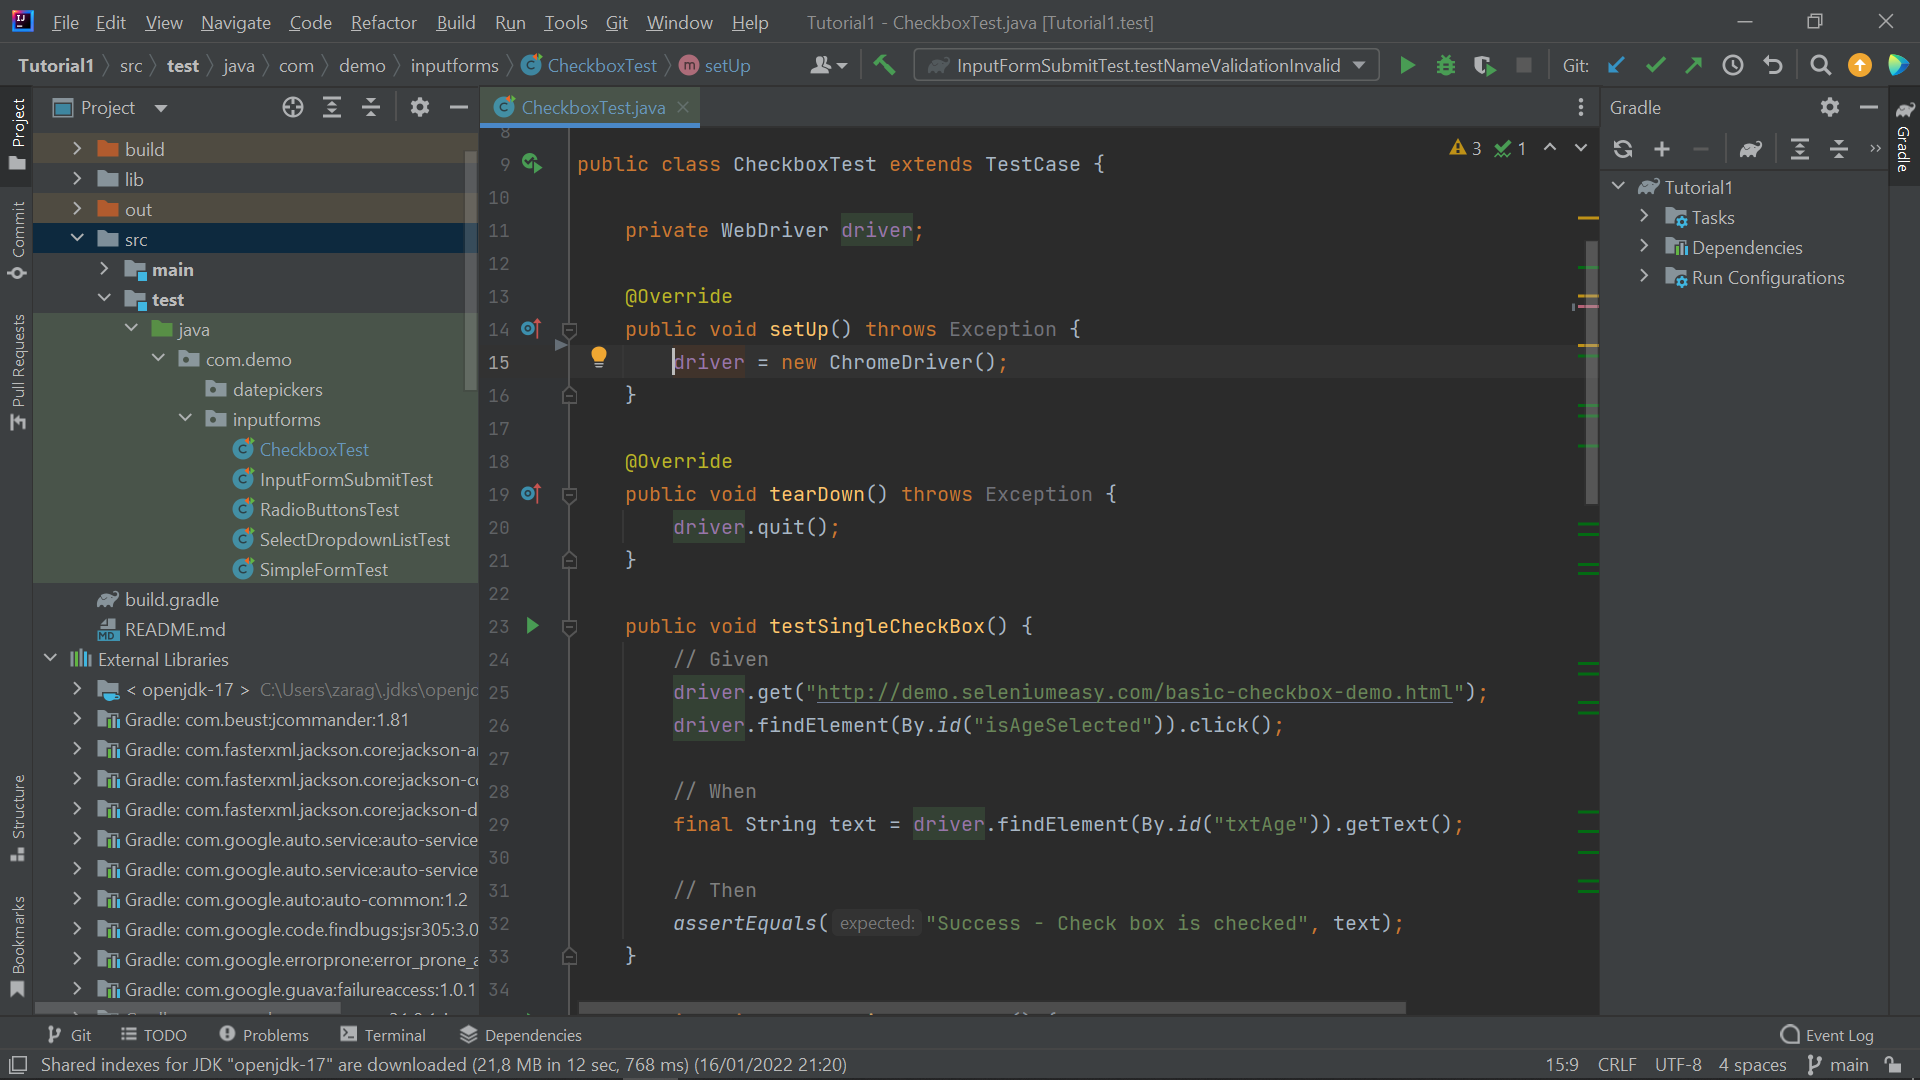 File Edit View Navigate Code Refactor Build Run Tools Git Window Help Tutorial1 - CheckboxTest.java [Tutorial1.test]
Tutorial1 src test java com demo inputforms CheckboxTest setUp InputFormSubmitTest.testNameValidationInvalid Git:
Project
CheckboxTest.java
Gradle
Project
Commit
Pull Requests
Structure
Bookmarks
build
lib
out
src
main
test
java
com.demo
datepickers
inputforms
CheckboxTest
InputFormSubmitTest
RadioButtonsTest
SelectDropdownListTest
SimpleFormTest
build.gradle
README.md
External Libraries
< openjdk-17 > C:\Users\zarag\.jdks\openjd
Gradle: com.beust:jcommander:1.81
Gradle: com.fasterxml.jackson.core:jackson-a
Gradle: com.fasterxml.jackson.core:jackson-c
Gradle: com.fasterxml.jackson.core:jackson-d
Gradle: com.google.auto.service:auto-service
Gradle: com.google.auto.service:auto-service
Gradle: com.google.auto:auto-common:1.2
Gradle: com.google.code.findbugs:jsr305:3.0
Gradle: com.google.errorprone:error_prone_a
Gradle: com.google.guava:failureaccess:1.0.1
8
9 public class CheckboxTest extends TestCase {
3 1
10
11 private WebDriver driver;
12
13 @Override
14 public void setUp() throws Exception {
15 driver = new ChromeDriver();
16 }
17
18 @Override
19 public void tearDown() throws Exception {
20 driver.quit();
21 }
22
23 public void testSingleCheckBox() {
24 // Given
25 driver.get("http://demo.seleniumeasy.com/basic-checkbox-demo.html");
26 driver.findElement(By.id("isAgeSelected")).click();
27
28 // When
29 final String text = driver.findElement(By.id("txtAge")).getText();
30
31 // Then
32 assertEquals( expected: "Success - Check box is checked", text);
33 }
34
Tutorial1
Tasks
Dependencies
Run Configurations
Gradle
Git TODO Problems Terminal Dependencies Event Log
Shared indexes for JDK "openjdk-17" are downloaded (21,8 MB in 12 sec, 768 ms) (16/01/2022 21:20) 15:9 CRLF UTF-8 4 spaces main